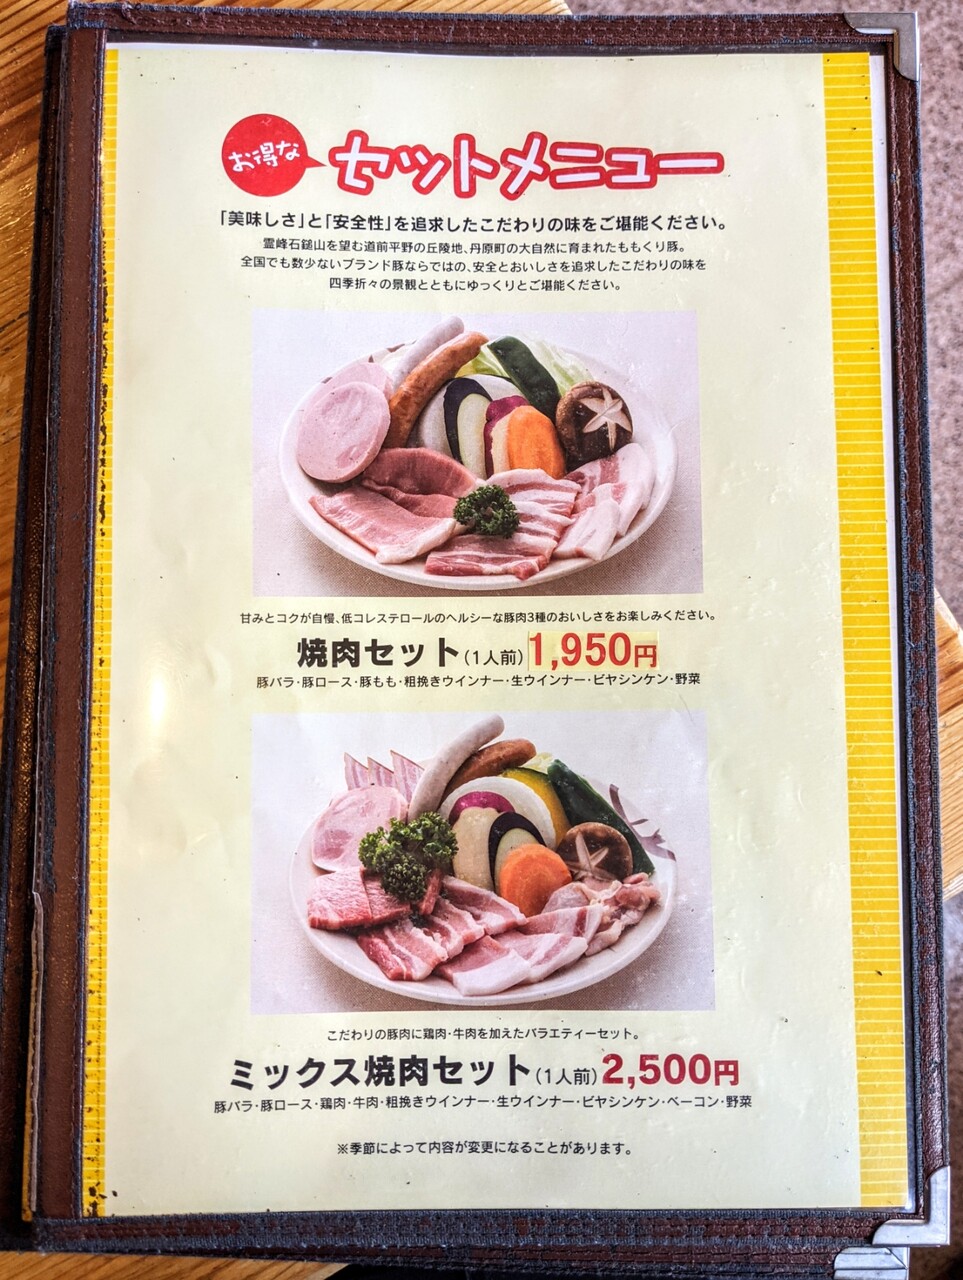 お得な
セットメニュー
「美味しさ」と「安全性」を追求したこだわりの味をご堪能ください。
霊峰石鎚山を望む道前平野の丘陵地、丹原町の大自然に育まれたももくり豚。
全国でも数少ないブランド豚ならではの、安全とおいしさを追求したこだわりの味を
四季折々の景観とともにゆっくりとご堪能ください。
甘みとコクが自慢、低コレステロールのヘルシーな豚肉3種のおいしさをお楽しみください。
焼肉セット(1人前)1,950円
豚バラ・豚ロース・豚もも・粗挽きウインナー・生ウインナー・ビヤシンケン・野菜
こだわりの豚肉に鶏肉・牛肉を加えたバラエティーセット。
ミックス焼肉セット(1人前)2,500円
豚バラ・豚ロース・鶏肉・牛肉・粗挽きウインナー・生ウインナー・ビヤシンケン・ベーコン・野菜
※季節によって内容が変更になることがあります。